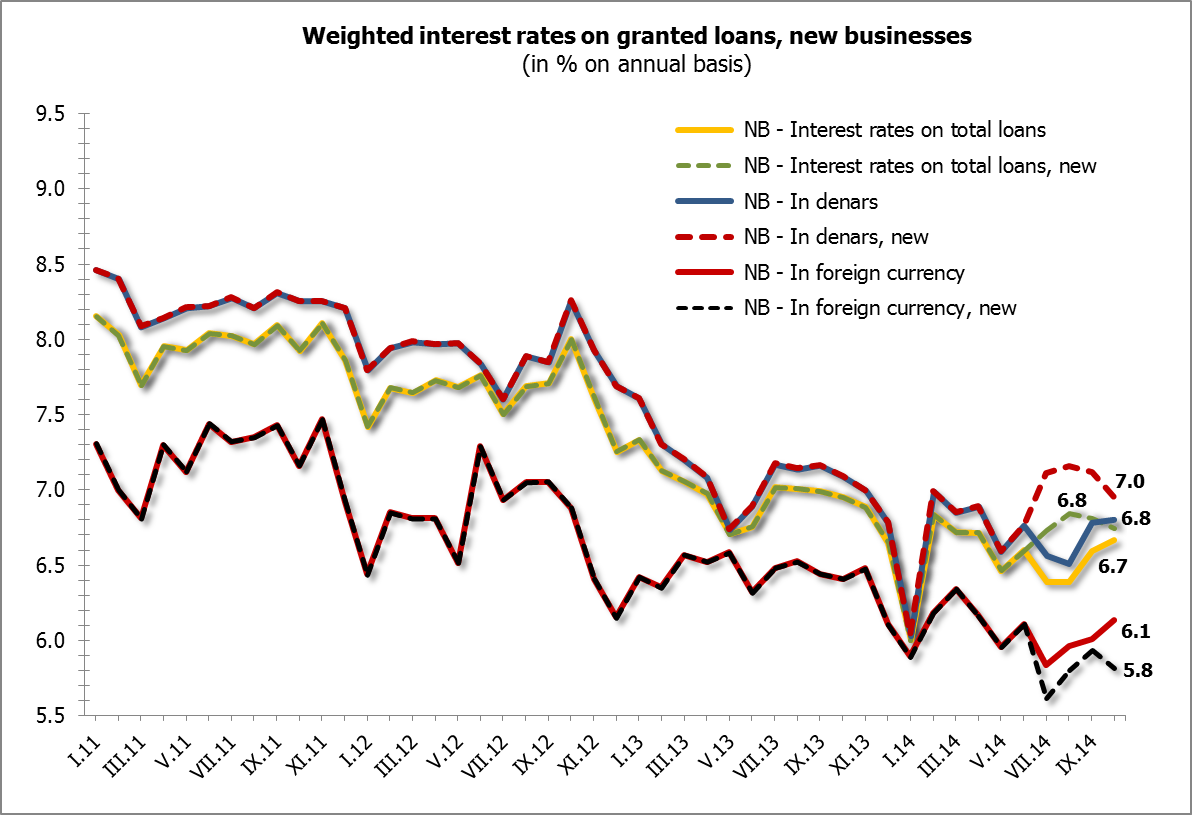 Weighted interest rates on granted loans, new businesses
(in % on annual basis)
9.5
9.0
8.5
8.0
7.5
7.0
6.5
6.0
5.5
NB - Interest rates on total loans
NB - Interest rates on total loans, new
NB - In denars
NB - In denars, new
NB - In foreign currency
NB - In foreign currency, new
7.0
6.8
6.8
6.7
6.1
5.8
I.11
III.11
V.11
VII.11
IX.11
XI.11
I.12
III.12
V.12
VII.12
IX.12
XI.12
I.13
III.13
V.13
VII.13
IX.13
XI.13
I.14
III.14
V.14
VII.14
IX.14